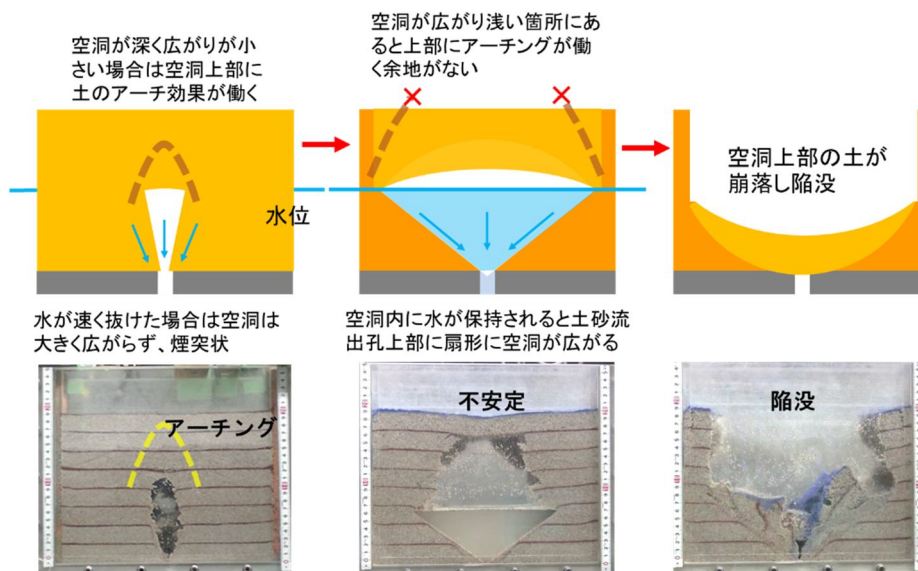 空洞が深く広がりが小
さい場合は空洞上部に
土のアーチ効果が働く
空洞が広がり浅い箇所にあ
ると上部にアーチングが働
く余地がない
水位
空洞上部の土が
崩落し陥没
水が速く抜けた場合は空洞は
大きく広がらず、煙突状
空洞内に水が保持されると土砂流
出孔上部に扇形に空洞が広がる
アーチング
不安定
陥没